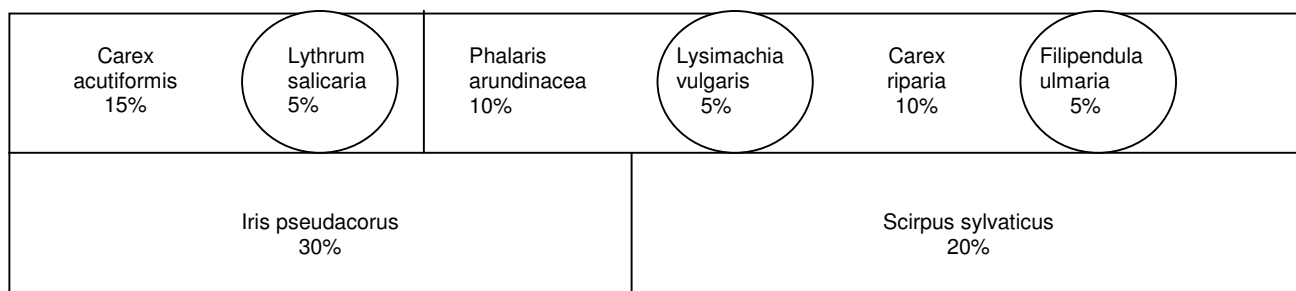 Carex
acutiformis
15%
Lythrum
salicaria
5%
Phalaris
arundinacea
10%
Lysimachia
vulgaris
5%
Carex
riparia
10%
Filipendula
ulmaria
5%
Iris pseudacorus
30%
Scirpus sylvaticus
20%